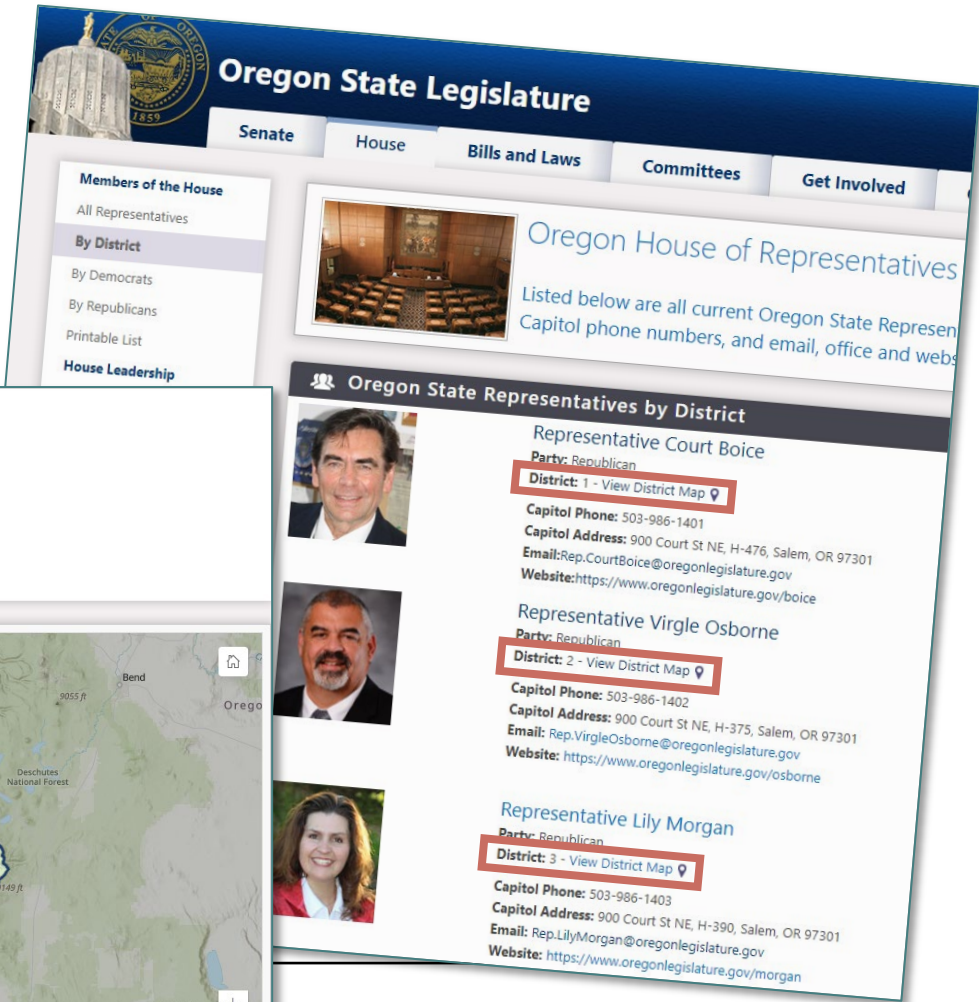 Oregon State Legislature
OREGON
1859
Senate
House
Bills and Laws
Committees
Get Involved
Members of the House
All Representatives
By District
By Democrats
By Republicans
Printable List
House Leadership
Oregon House of Representatives
Listed below are all current Oregon State
Capitol phone numbers, and email, office and
Oregon State Representatives by District
Representative Court Boice
Party: Republican
District: 1 - View District Map
Capitol Phone: 503-986-1401
Capitol Address: 900 Court St NE, H-476, Salem, OR 97301
Email:Rep.CourtBoice@oregonlegislature.gov
Website:https://www.oregonlegislature.gov/boice
Representative Virgle Osborne
Party: Republican
District: 2 - View District Map
Capitol Phone: 503-986-1402
Capitol Address: 900 Court St NE, H-375, Salem, OR 97301
Email: Rep.VirgleOsborne@oregonlegislature.gov
Website: https://www.oregonlegislature.gov/osborne
Representative Lily Morgan
Party: Republican
District: 3 - View District Map
Capitol Phone: 503-986-1403
Capitol Address: 900 Court St NE, H-390, Salem, OR 97301
Email: Rep.LilyMorgan@oregonlegislature.gov
Website: https://www.oregonlegislature.gov/morgan
Bend
9055 ft
Orego
Deschutes
National Forest